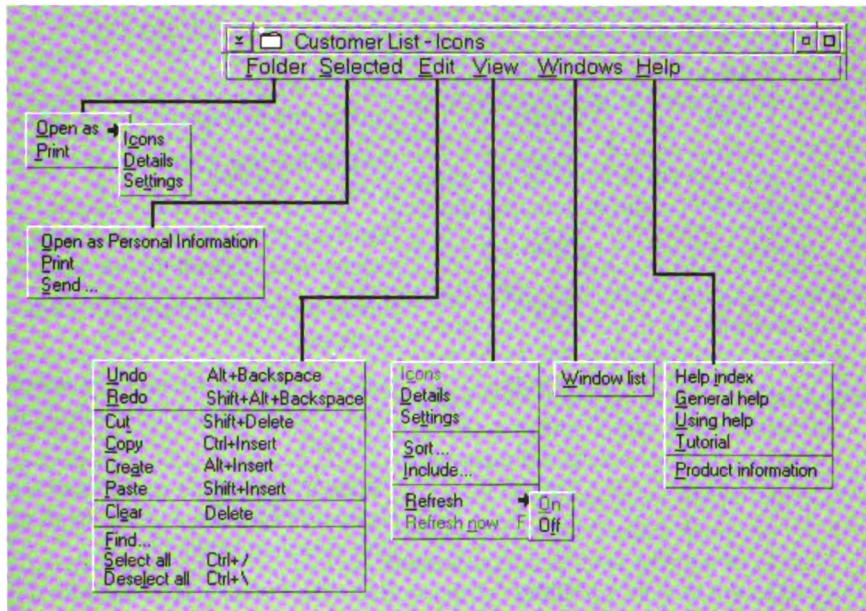 Customer List - Icons
Folder Selected Edit View Windows Help
Open as
Print
Icons
Details
Settings
Open as Personal Information
Print
Send ...
Undo Alt+Backspace
Redo Shift+Alt+Backspace
Cut Shift+Delete
Copy Ctrl+Insert
Create Alt+Insert
Paste Shift+Insert
Clear Delete
Find...
Select all Ctrl+/
Deselect all Ctrl+\
Icons
Details
Settings
Sort ...
Include...
Refresh
Refresh now F
On
Off
Window list
Help index
General help
Using help
Tutorial
Product information